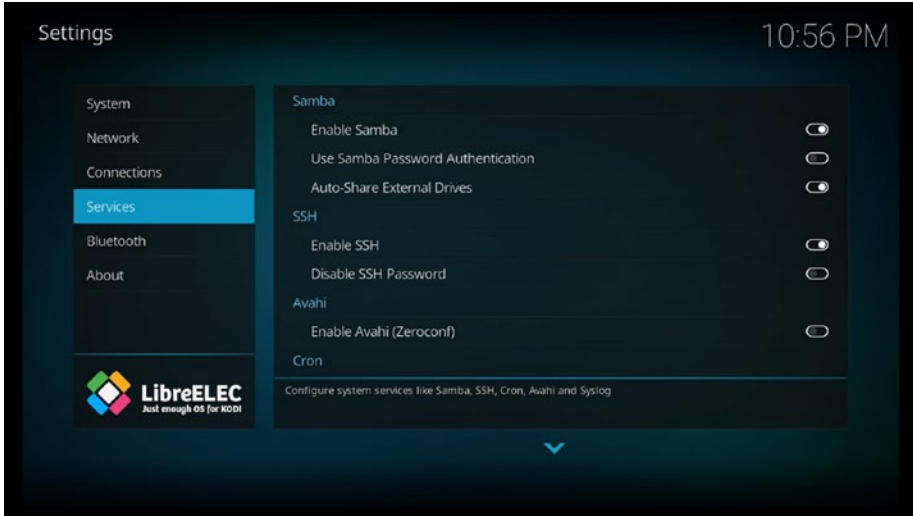 Settings
10:56 PM
System
Network
Connections
Services
Bluetooth
About
LibreELEC
Just enough OS for KODI
Samba
Enable Samba
Use Samba Password Authentication
Auto-Share External Drives
SSH
Enable SSH
Disable SSH Password
Avahi
Enable Avahi (Zeroconf)
Cron
Configure system services like Samba, SSH, Cron, Avahi and Syslog